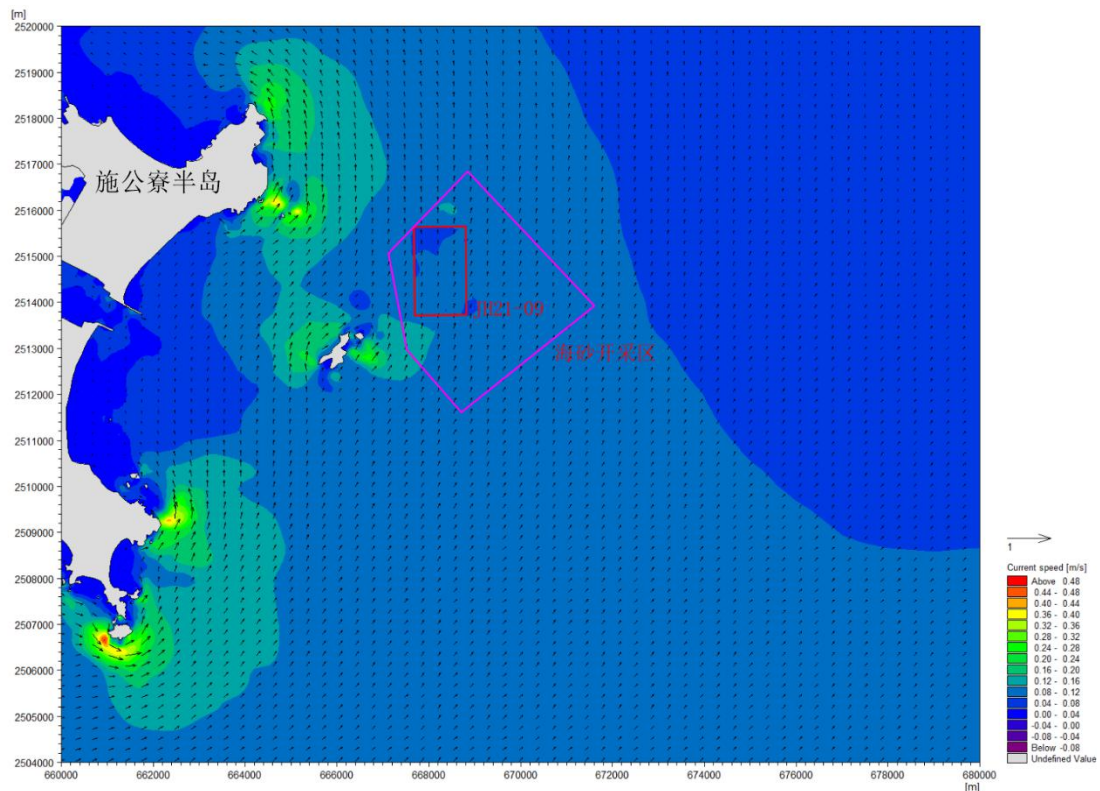 [m]
2520000
2519000
2518000
2517000
2516000
2515000
2514000
2513000
2512000
2511000
2510000
2509000
2508000
2507000
2506000
2505000
2504000
施公寮半岛
JH21-09
海砂开采区
660000 662000 664000 666000 668000 670000 672000 674000 676000 678000 680000
[m]
1
Current speed [m/s]
Above 0.48
0.44 - 0.48
0.40 - 0.44
0.36 - 0.40
0.32 - 0.36
0.28 - 0.32
0.24 - 0.28
0.20 - 0.24
0.16 - 0.20
0.12 - 0.16
0.08 - 0.12
0.04 - 0.08
0.00 - 0.04
-0.04 - 0.00
-0.08 - -0.04
Below -0.08
Undefined Value